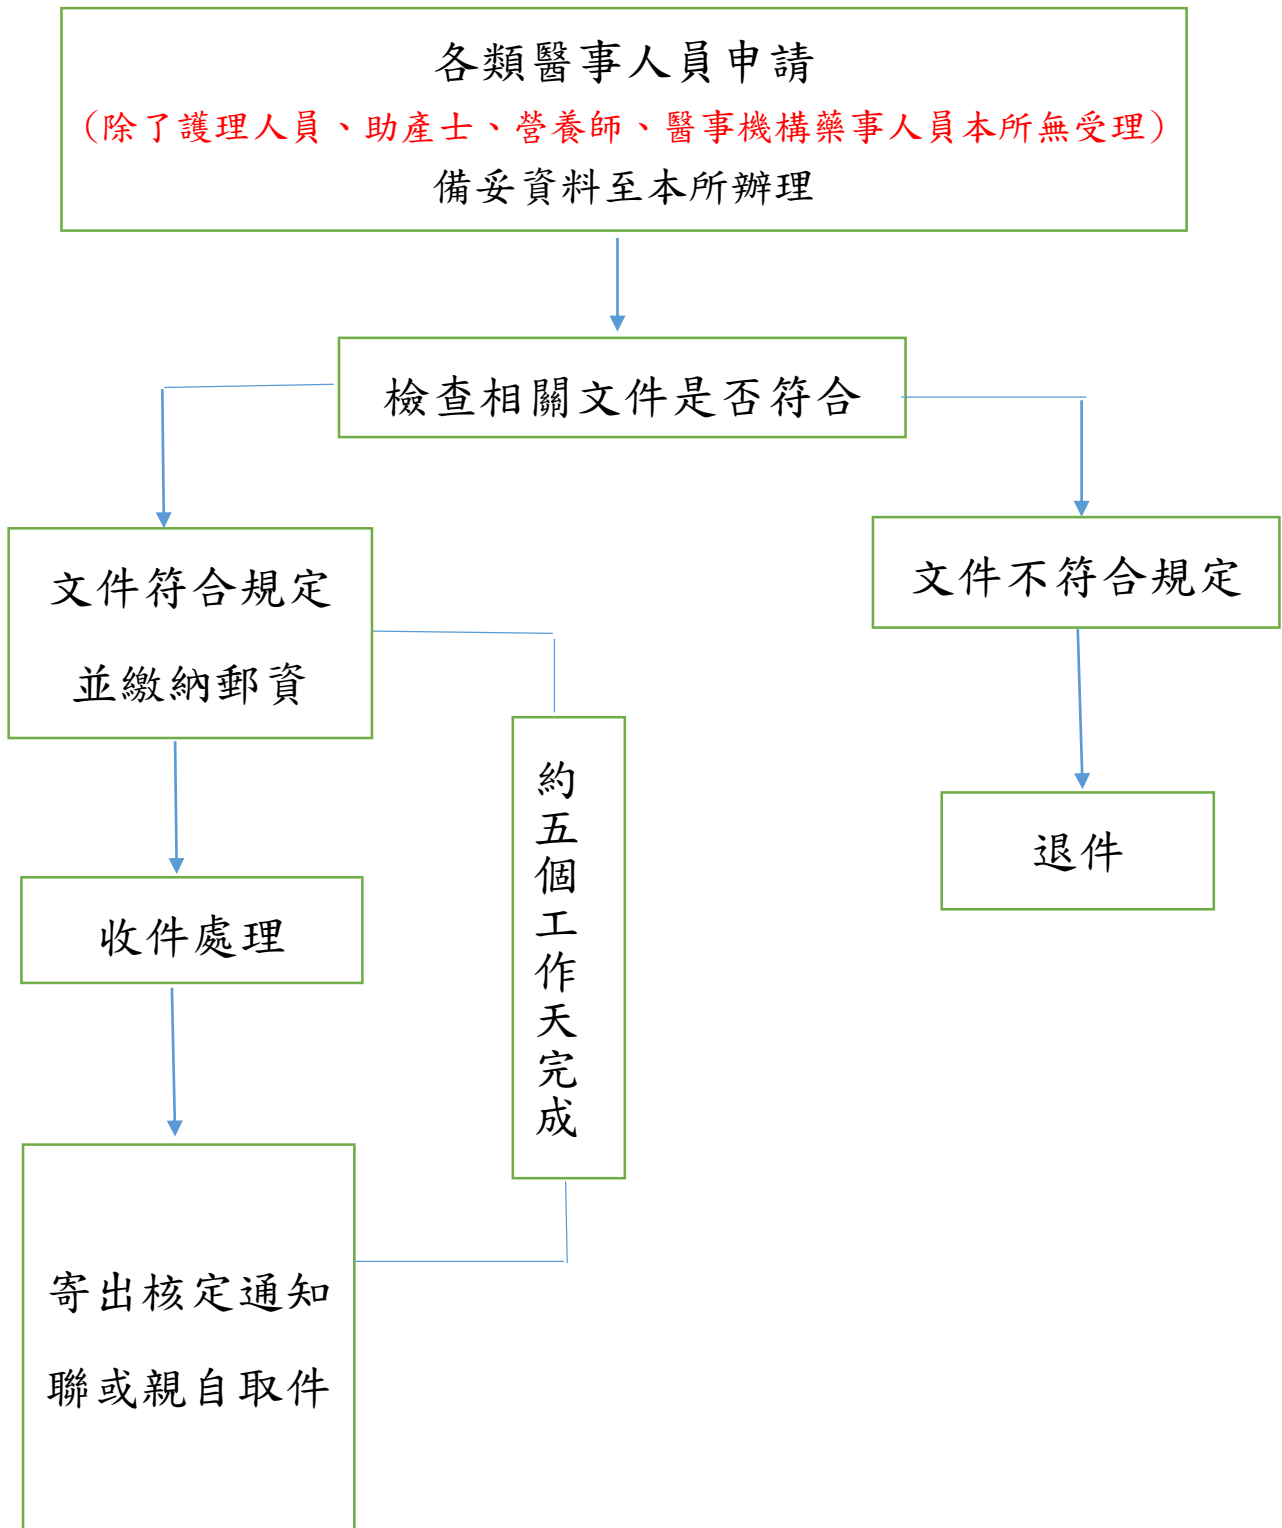 各類醫事人員申請
（除了護理人員、助產士、營養師、醫事機構藥事人員本所無受理）
備妥資料至本所辦理
檢查相關文件是否符合
文件符合規定
並繳納郵資
文件不符合規定
約五個工作天完成
退件
收件處理
寄出核定通知
聯或親自取件